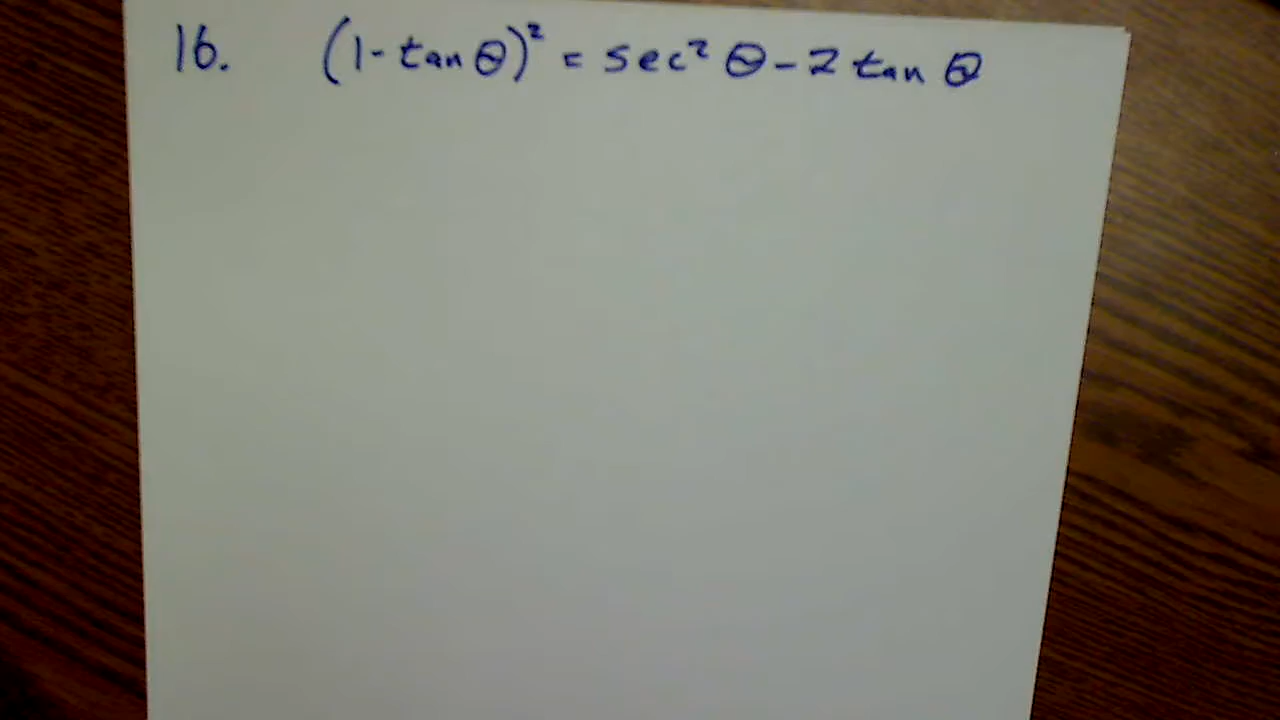 16. (1-tan Θ)² = sec² Θ - 2 tan Θ